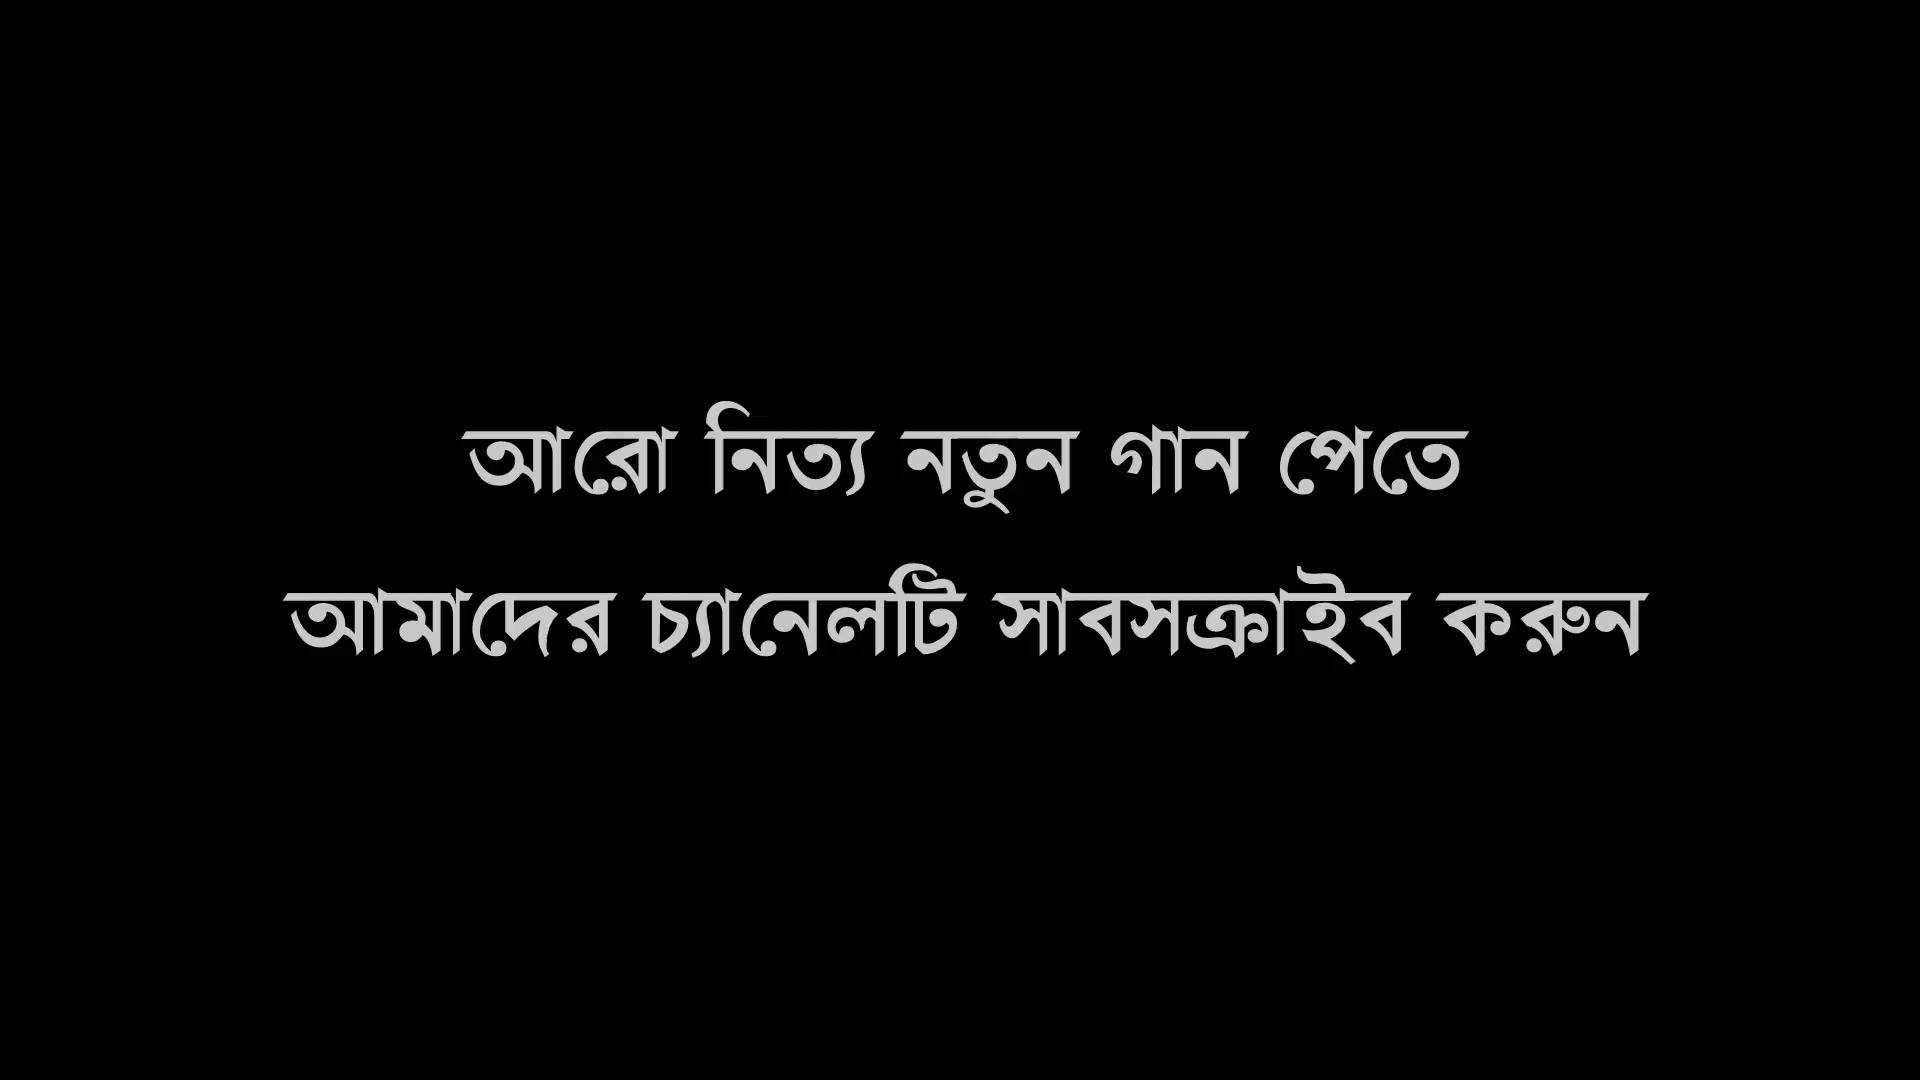 আরো নিত্য নতুন গান পেতে
আমাদের চ্যানেলটি সাবসক্রাইব করুন